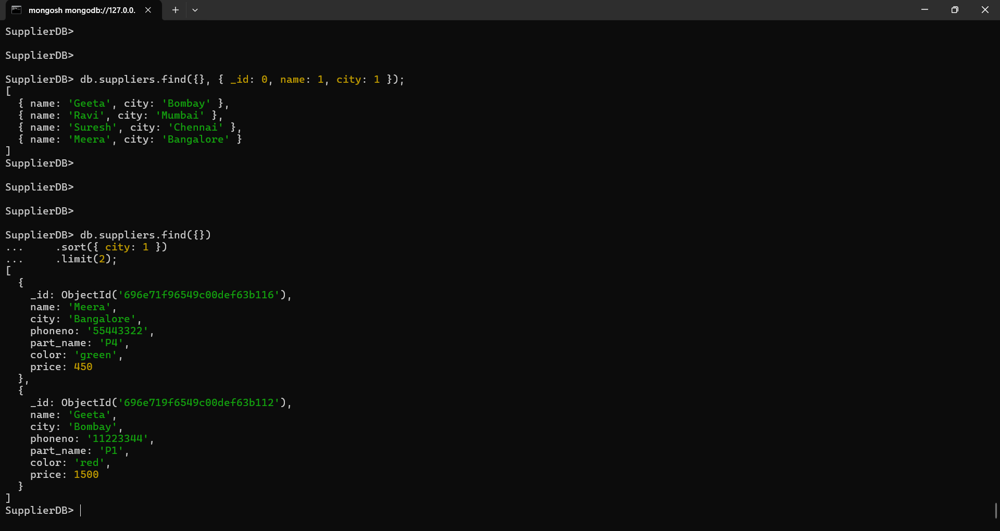 mongosh mongodb://127.0.0.
SupplierDB>
SupplierDB>
SupplierDB> db.suppliers.find({}, { _id: 0, name: 1, city: 1 });
[
  { name: 'Geeta', city: 'Bombay' },
  { name: 'Ravi', city: 'Mumbai' },
  { name: 'Suresh', city: 'Chennai' },
  { name: 'Meera', city: 'Bangalore' }
]
SupplierDB>
SupplierDB>
SupplierDB>
SupplierDB> db.suppliers.find({})
...     .sort({ city: 1 })
...     .limit(2);
[
  {
    _id: ObjectId('696e71f96549c00def63b116'),
    name: 'Meera',
    city: 'Bangalore',
    phoneno: '55443322',
    part_name: 'P4',
    color: 'green',
    price: 450
  },
  {
    _id: ObjectId('696e719f6549c00def63b112'),
    name: 'Geeta',
    city: 'Bombay',
    phoneno: '11223344',
    part_name: 'P1',
    color: 'red',
    price: 1500
  }
]
SupplierDB>